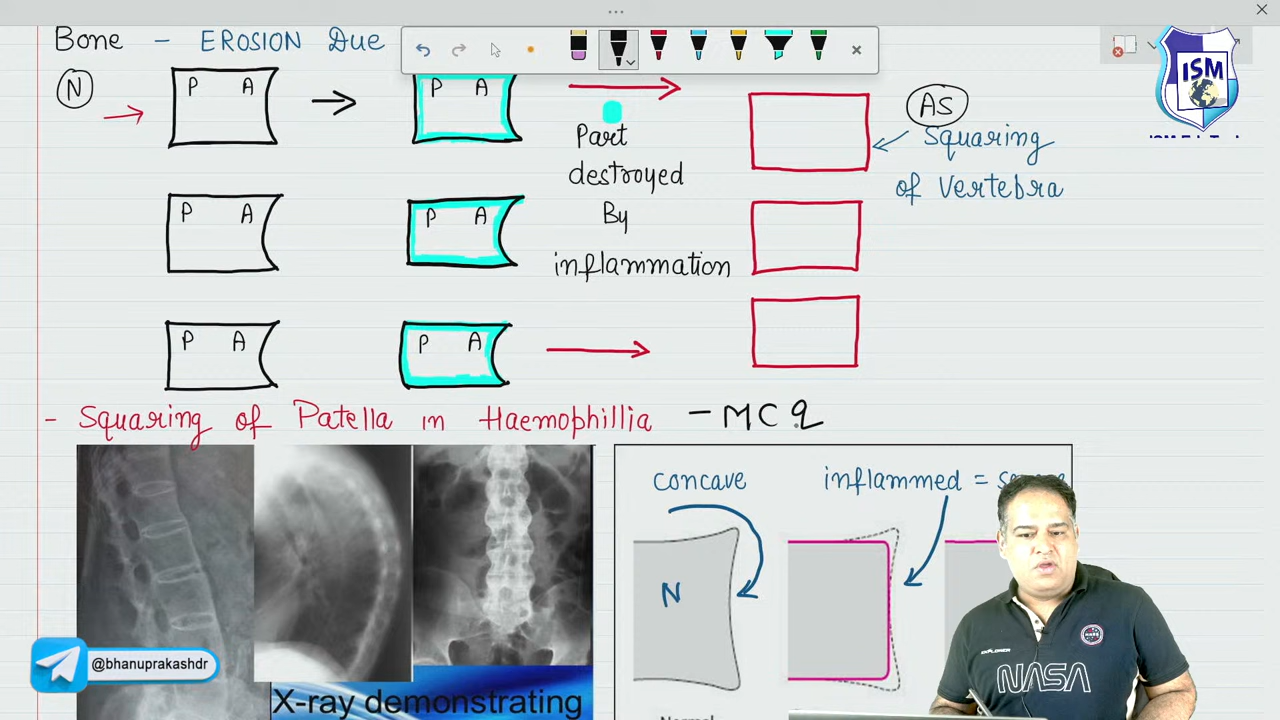 Bone - EROSION Due
N
P A
P A
AS
Squaring
of Vertebra
Part
destroyed
By
inflammation
P A
P A
P A
P A
- Squaring of Patella in Haemophillia - MCQ
concave
inflammed =
N
X-ray demonstrating
@bhanuprakashdr
ISM
EXPLORER
NASA